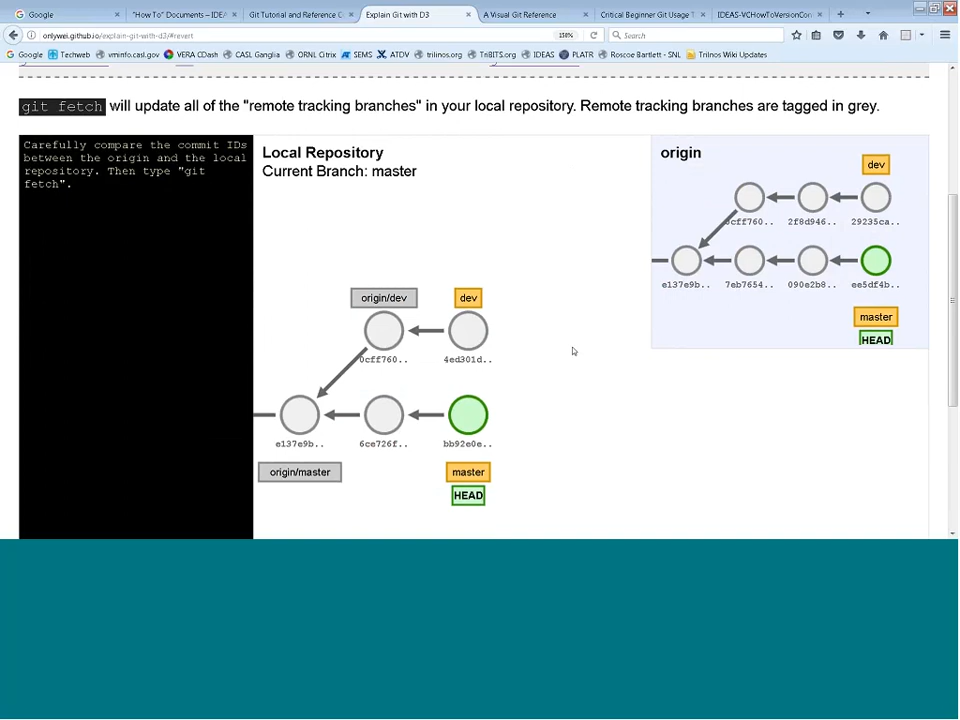 Google
"How To" Documents – IDE
Git Tutorial and Reference C
Explain Git with D3
A Visual Git Reference
Critical Beginner Git Usage T
IDEAS-VCHowToVersionCon
onlywei.github.io/explain-git-with-d3/#revert
150%
Search
Google
Techweb
vminfo.casl.gov
VERA CDash
CASL Ganglia
ORNL Citrix
SEMS
ATDV
trilinos.org
TriBITS.org
IDEAS
PLATR
Roscoe Bartlett - SNL
Trilnos Wiki Updates
git fetch will update all of the "remote tracking branches" in your local repository. Remote tracking branches are tagged in grey.
Carefully compare the commit IDs
between the origin and the local
repository. Then type "git
fetch".
Local Repository
Current Branch: master
origin/dev
dev
0cff760..
4ed301d..
e137e9b..
6ce726f..
bb92e0e..
origin/master
master
HEAD
origin
dev
cff760..
2f8d946..
29235ca..
e137e9b..
7eb7654..
090e2b8..
ee5df4b..
master
HEAD